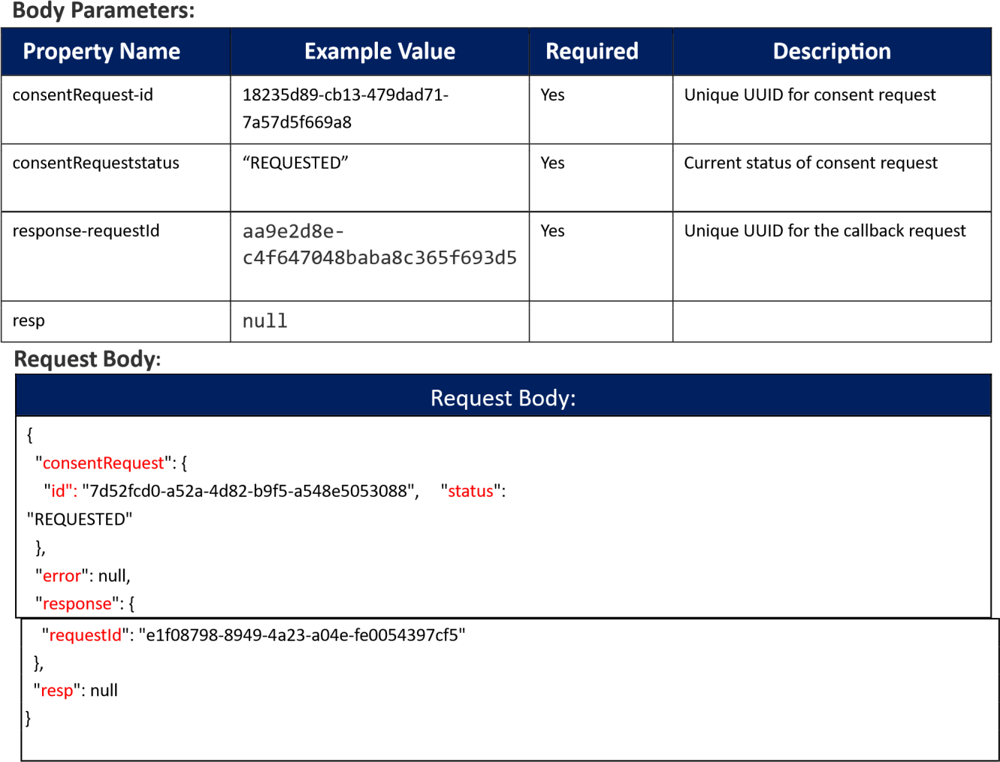 Body Parameters:
Property Name Example Value Required Description
consentRequest-id 18235d89-cb13-479dad71- Yes Unique UUID for consent request
7a57d5f669a8
consentRequeststatus “REQUESTED” Yes Current status of consent request
response-requestId aa9e2d8e- Yes Unique UUID for the callback request
c4f647048baba8c365f693d5
resp null
Request Body:
Request Body:
{
"consentRequest": {
"id": "7d52fcd0-a52a-4d82-b9f5-a548e5053088", "status":
"REQUESTED"
},
"error": null,
"response": {
"requestId": "e1f08798-8949-4a23-a04e-fe0054397cf5"
},
"resp": null
}